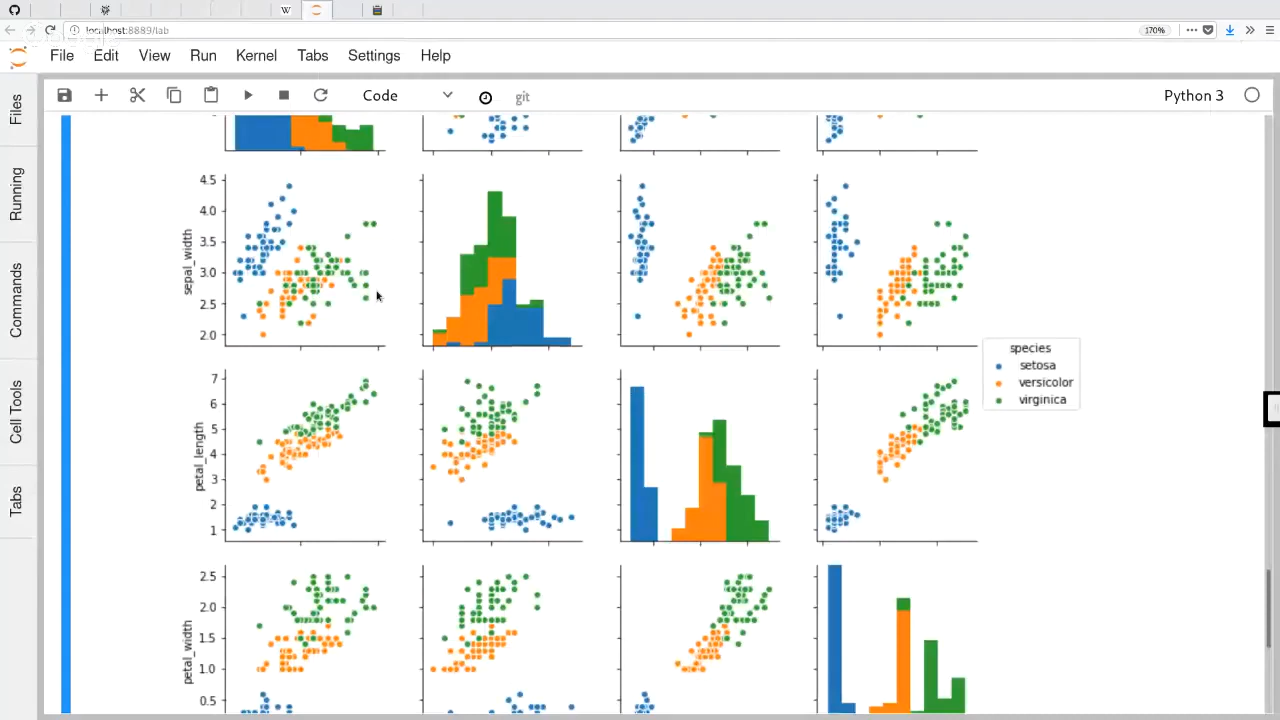 W
localhost:8889/lab
170%
File Edit View Run Kernel Tabs Settings Help
Code
git
Python 3
Files
Running
Commands
Cell Tools
Tabs
4.5
4.0
3.5
3.0
2.5
2.0
sepal_width
species
setosa
versicolor
virginica
7
6
5
4
3
2
1
petal_length
2.5
2.0
1.5
1.0
0.5
petal_width